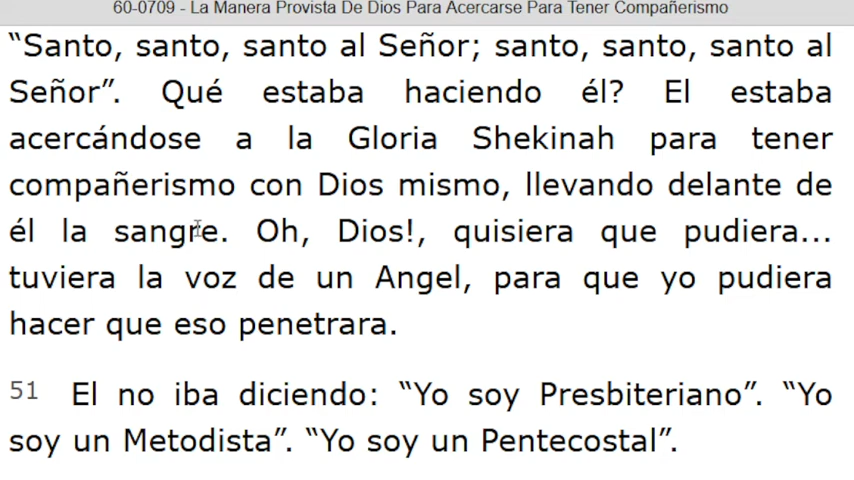 60-0709 - La Manera Provista De Dios Para Acercarse Para Tener Compañerismo
“Santo, santo, santo al Señor; santo, santo, santo al
Señor”. Qué estaba haciendo él? El estaba
acercándose a la Gloria Shekinah para tener
compañerismo con Dios mismo, llevando delante de
él la sangre. Oh, Dios!, quisiera que pudiera...
tuviera la voz de un Angel, para que yo pudiera
hacer que eso penetrara.
51 El no iba diciendo: “Yo soy Presbiteriano”. “Yo
soy un Metodista”. “Yo soy un Pentecostal”.